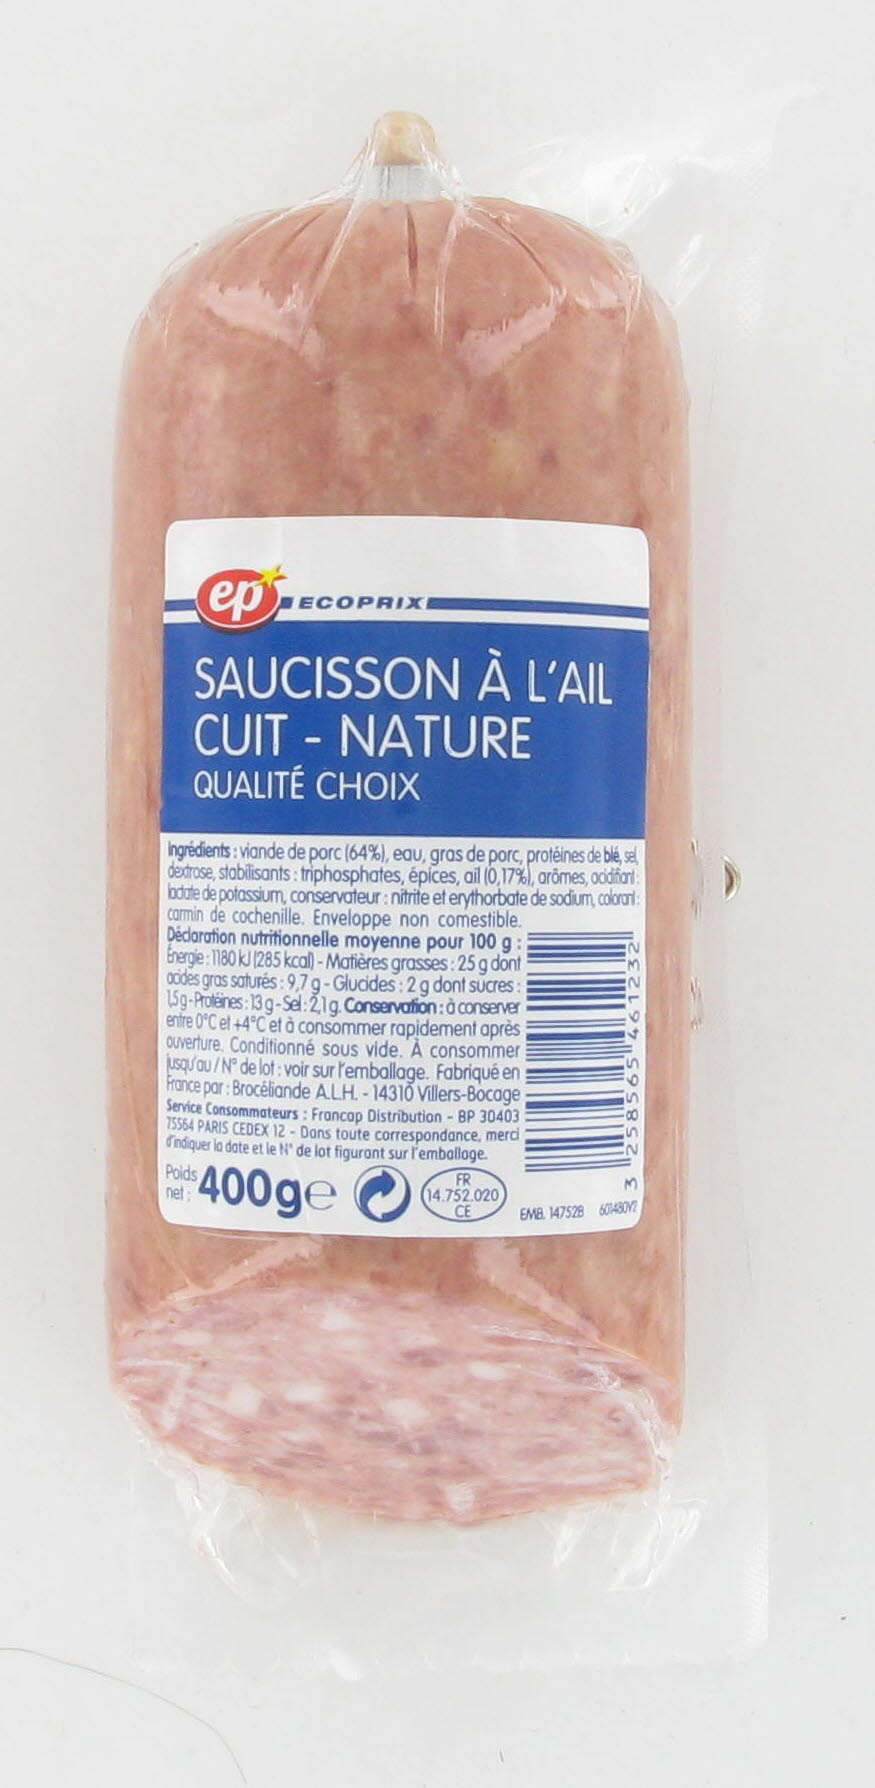 ep ECOPRIX
SAUCISSON À L'AIL
CUIT - NATURE
QUALITÉ CHOIX
Ingrédients : viande de porc (64%), eau, gras de porc, protéines de blé, sel,
dextrose, stabilisants : triphosphates, épices, ail (0,17%), arômes, acidifiant :
lactate de potassium, conservateur : nitrite et erythorbate de sodium, colorant :
carmin de cochenille. Enveloppe non comestible.
Déclaration nutritionnelle moyenne pour 100 g :
Énergie : 1180 kJ (285 kcal) - Matières grasses : 25 g dont
acides gras saturés : 9,7 g - Glucides : 2 g dont sucres :
1,5 g - Protéines : 13 g - Sel : 2,1 g. Conservation : à conserver
entre 0°C et +4°C et à consommer rapidement après
ouverture. Conditionné sous vide. À consommer
jusqu'au / N° de lot : voir sur l'emballage. Fabriqué en
France par : Brocéliande A.L.H. - 14310 Villers-Bocage
Service Consommateurs : Francap Distribution - BP 30403
75564 PARIS CEDEX 12 - Dans toute correspondance, merci
d'indiquer la date et le N° de lot figurant sur l'emballage.
Poids
net : 400g e
FR
14.752.020
CE
EMB. 14752B 601480V2
3 258565 461232